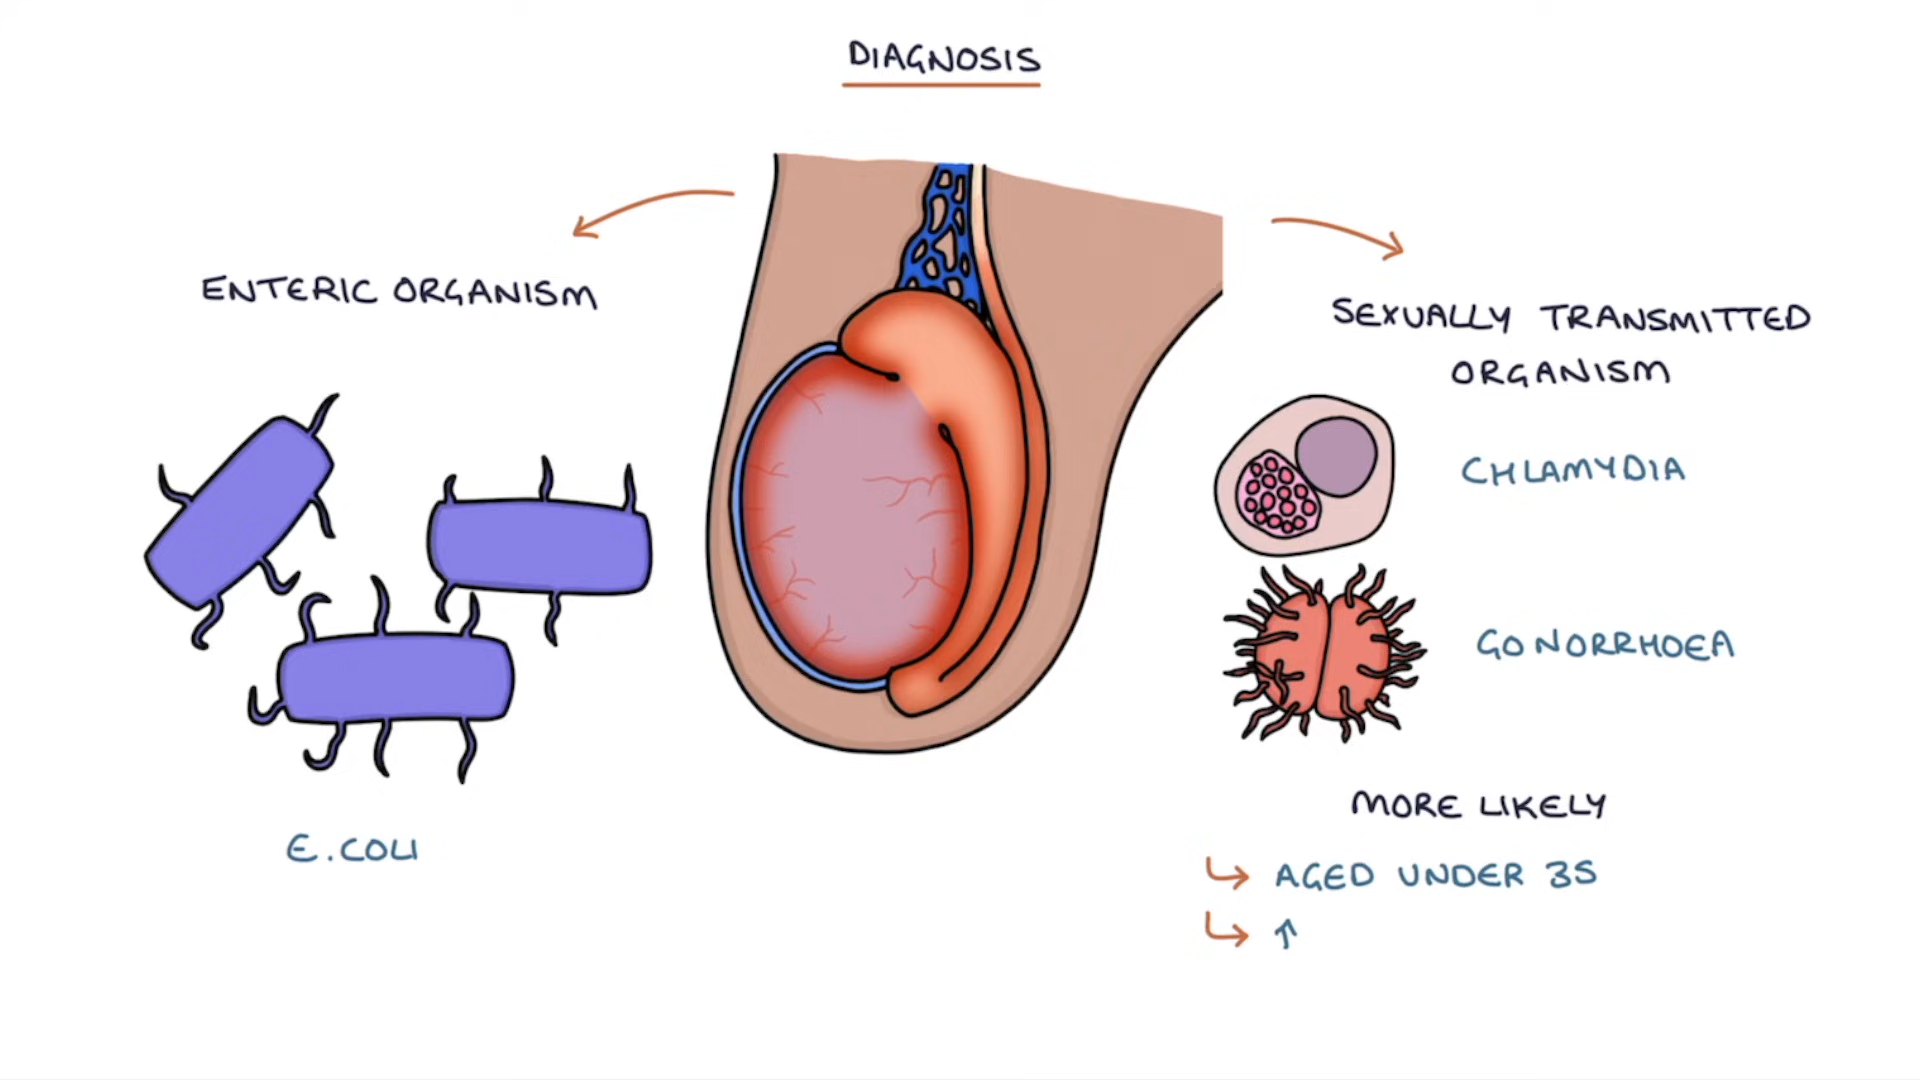 DIAGNOSIS
ENTERIC ORGANISM
E. COLI
SEXUALLY TRANSMITTED
ORGANISM
CHLAMYDIA
GONORRHOEA
MORE LIKELY
↳ AGED UNDER 35
↳ ↑